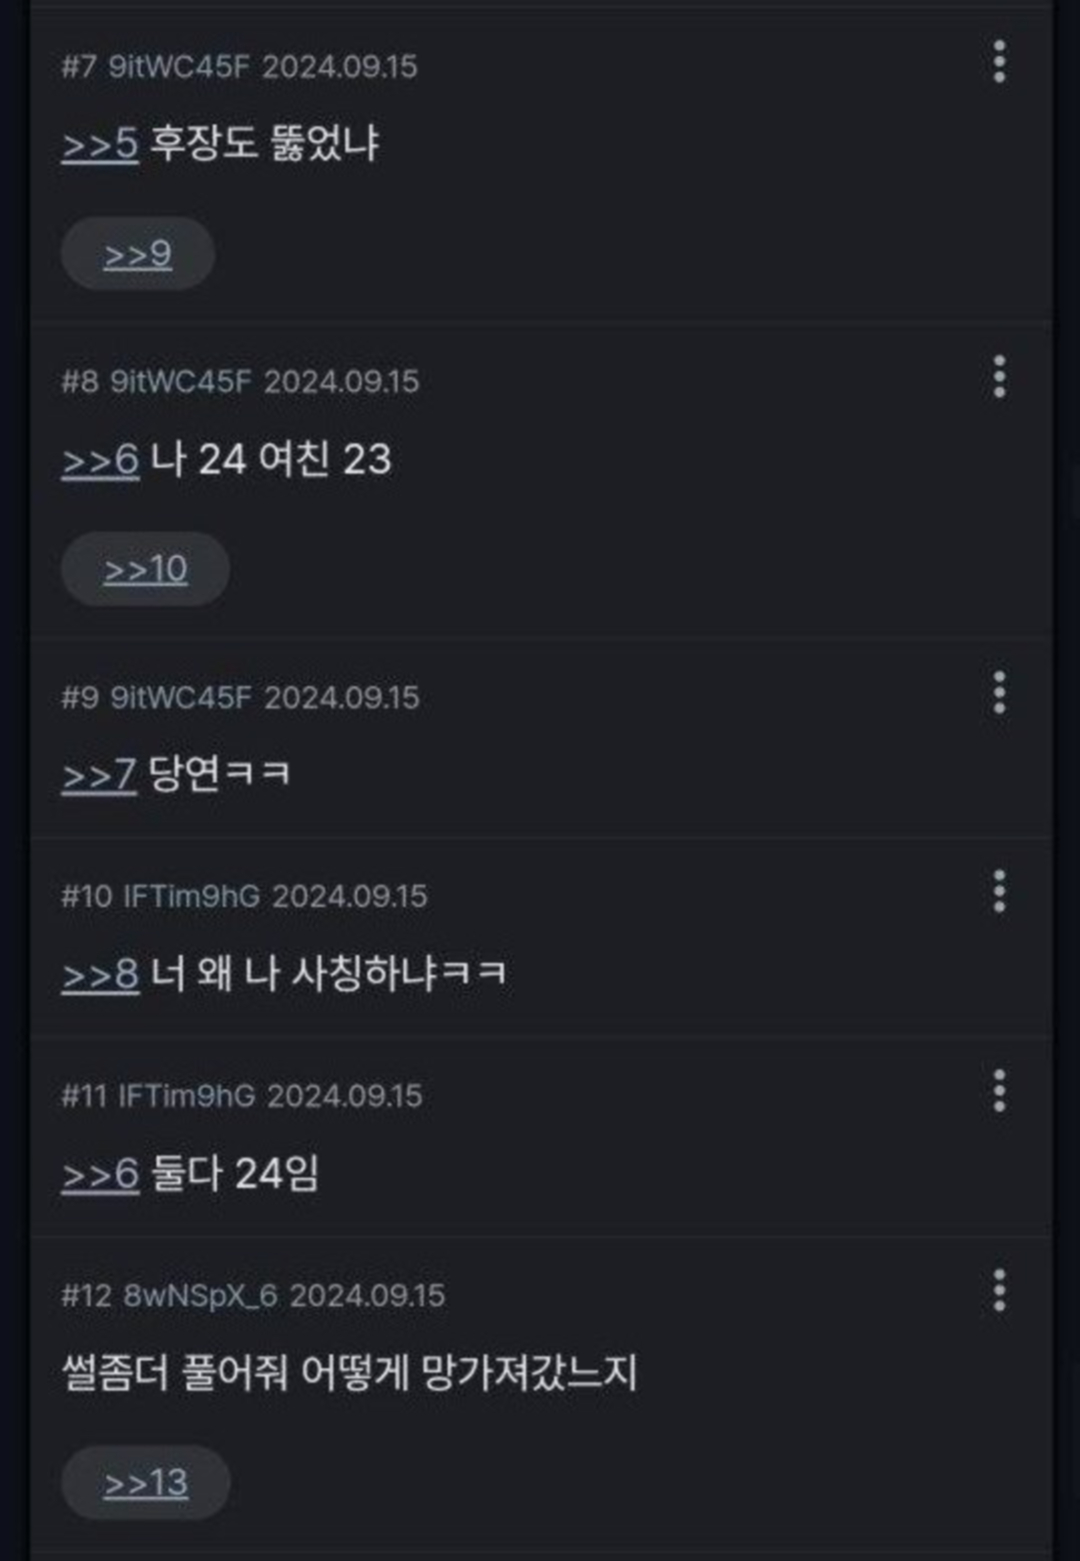 #7 9itWC45F 2024.09.15
>>5 후장도 뚫었냐
>>9
#8 9itWC45F 2024.09.15
>>6 나 24 여친 23
>>10
#9 9itWC45F 2024.09.15
>>7 당연ㅋㅋ
#10 lFTim9hG 2024.09.15
>>8 너 왜 나 사칭하냐ㅋㅋ
#11 lFTim9hG 2024.09.15
>>6 둘다 24임
#12 8wNSpX_6 2024.09.15
썰좀더 풀어줘 어떻게 망가져갔느지
>>13